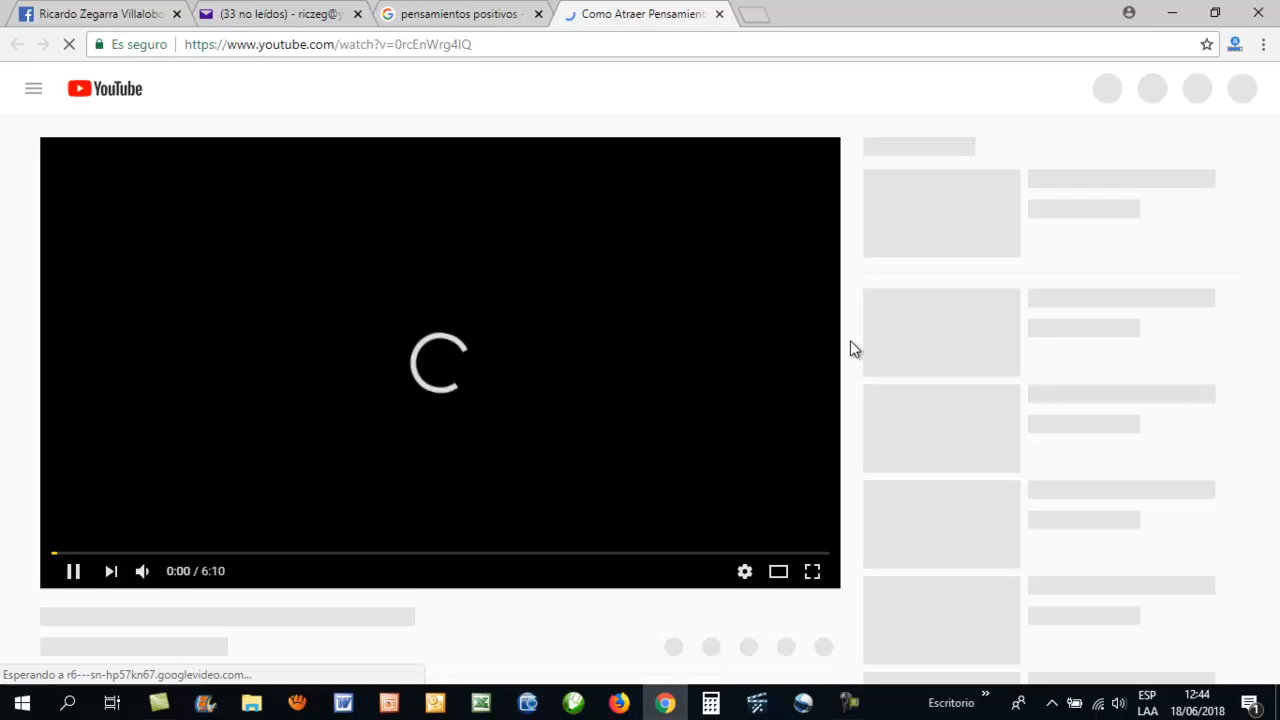 Ricardo Zegarra Villalobo
(33 no leídos) - riczeg@y
pensamientos positivos -
Como Atraer Pensamient
Es seguro
https://www.youtube.com/watch?v=0rcEnWrg4IQ
YouTube
0:00 / 6:10
Esperando a r6---sn-hp57kn67.googlevideo.com...
Escritorio
ESP
LAA
12:44
18/06/2018
1